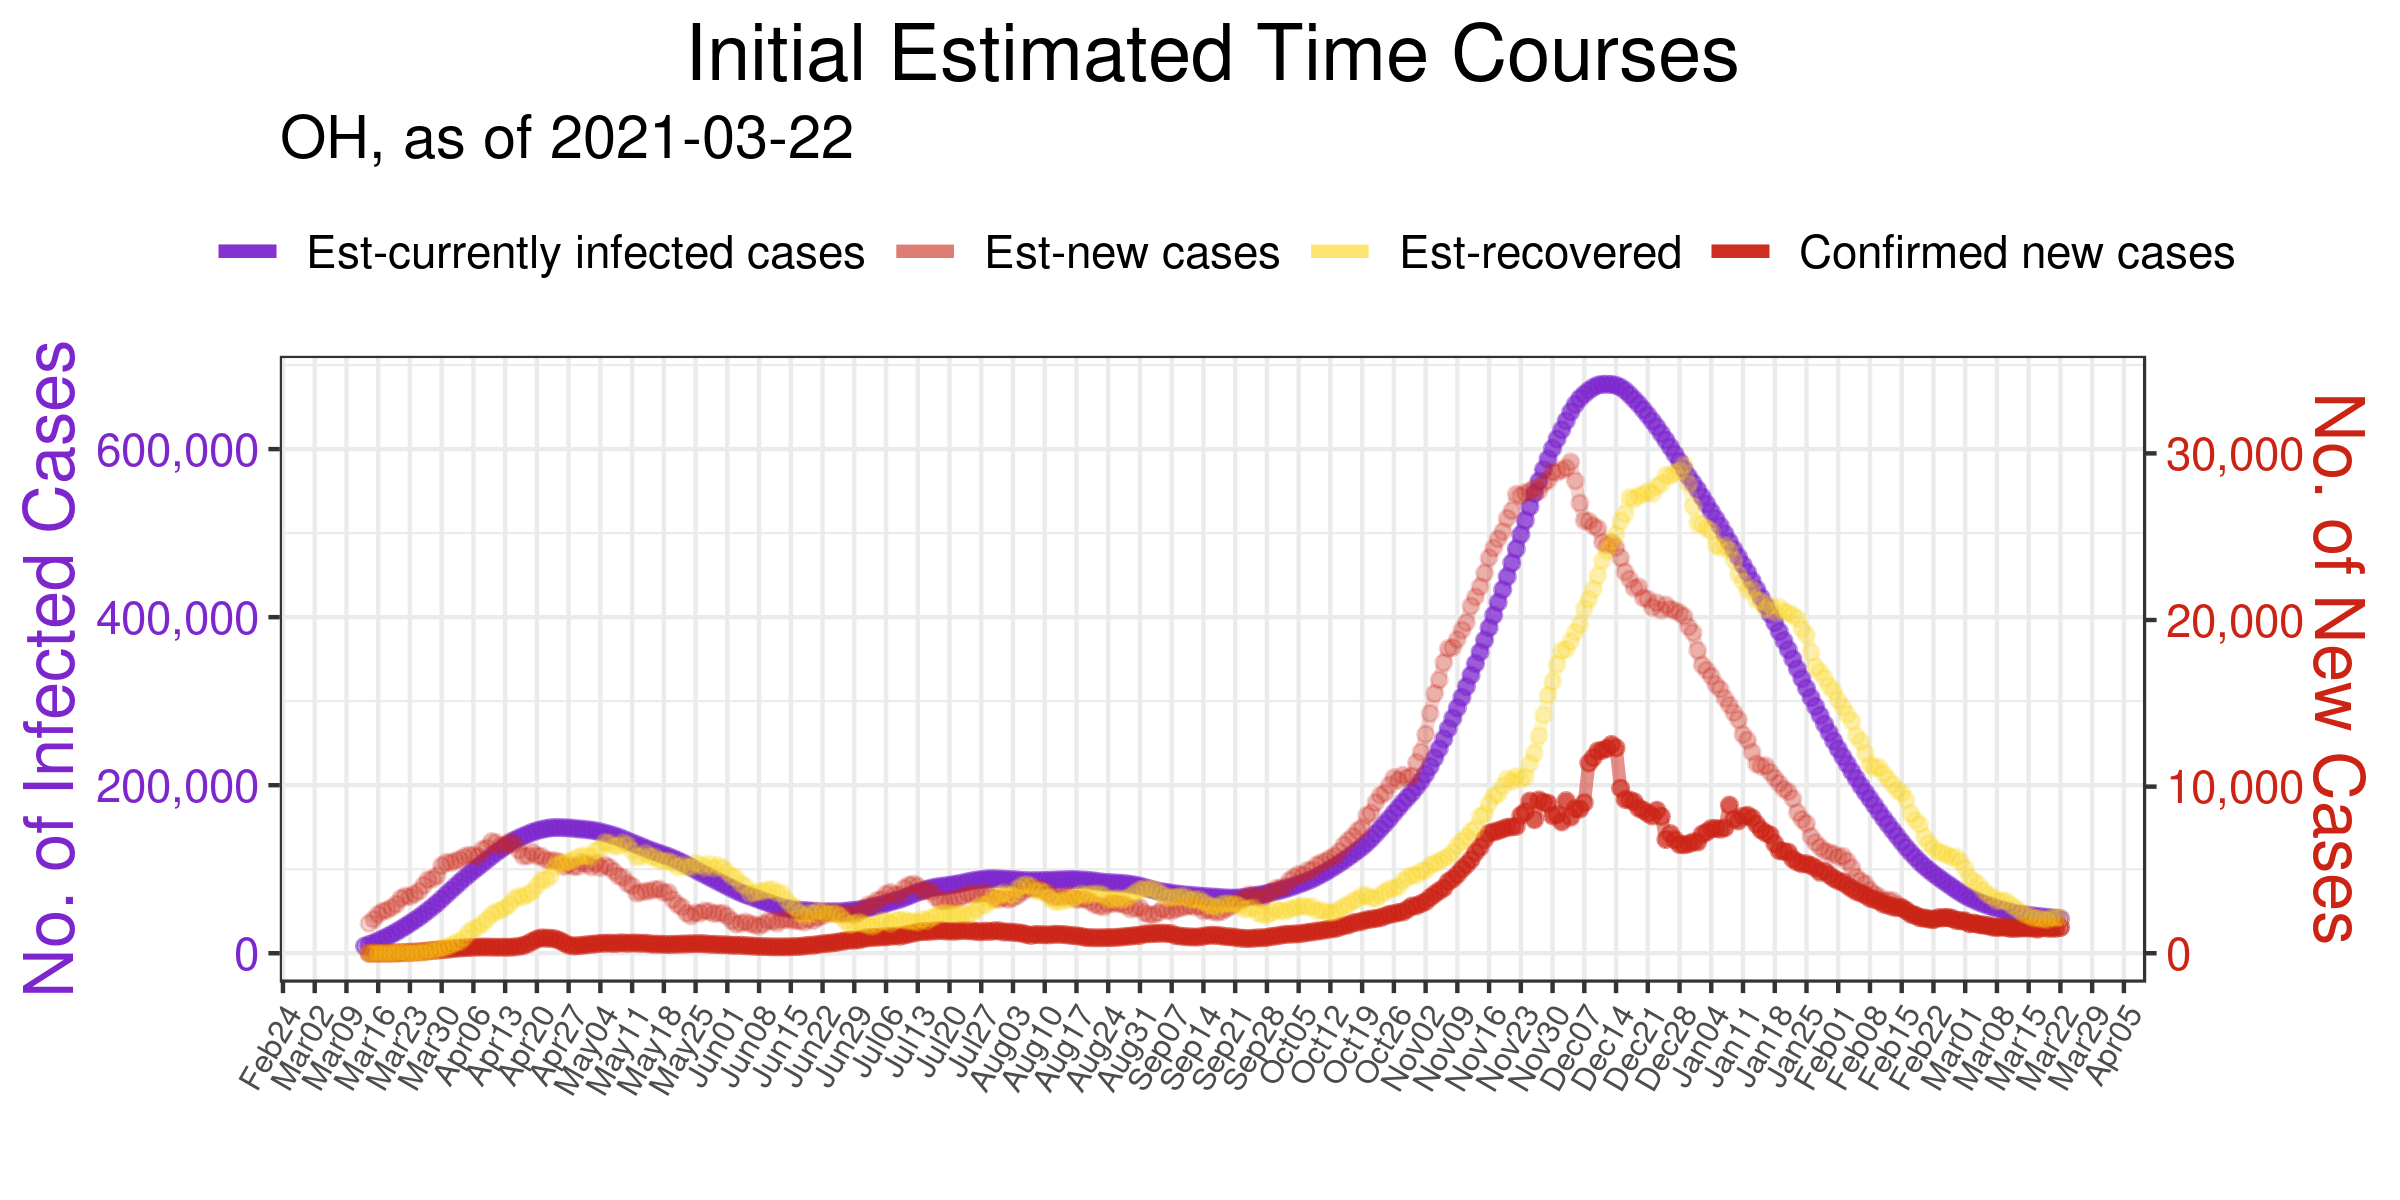 Initial Estimated Time Courses
OH, as of 2021-03-22
Est-currently infected cases Est-new cases Est-recovered Confirmed new cases
No. of Infected Cases
600,000
400,000
200,000
0
30,000
20,000
10,000
0
No. of New Cases
Feb24 Mar02 Mar09 Mar16 Mar23 Mar30 Apr06 Apr13 Apr20 Apr27 May04 May11 May18 May25 Jun01 Jun08 Jun15 Jun22 Jun29 Jul06 Jul13 Jul20 Jul27 Aug03 Aug10 Aug17 Aug24 Aug31 Sep07 Sep14 Sep21 Sep28 Oct05 Oct12 Oct19 Oct26 Nov02 Nov09 Nov16 Nov23 Nov30 Dec07 Dec14 Dec21 Dec28 Jan04 Jan11 Jan18 Jan25 Feb01 Feb08 Feb15 Feb22 Mar01 Mar08 Mar15 Mar22 Mar29 Apr05